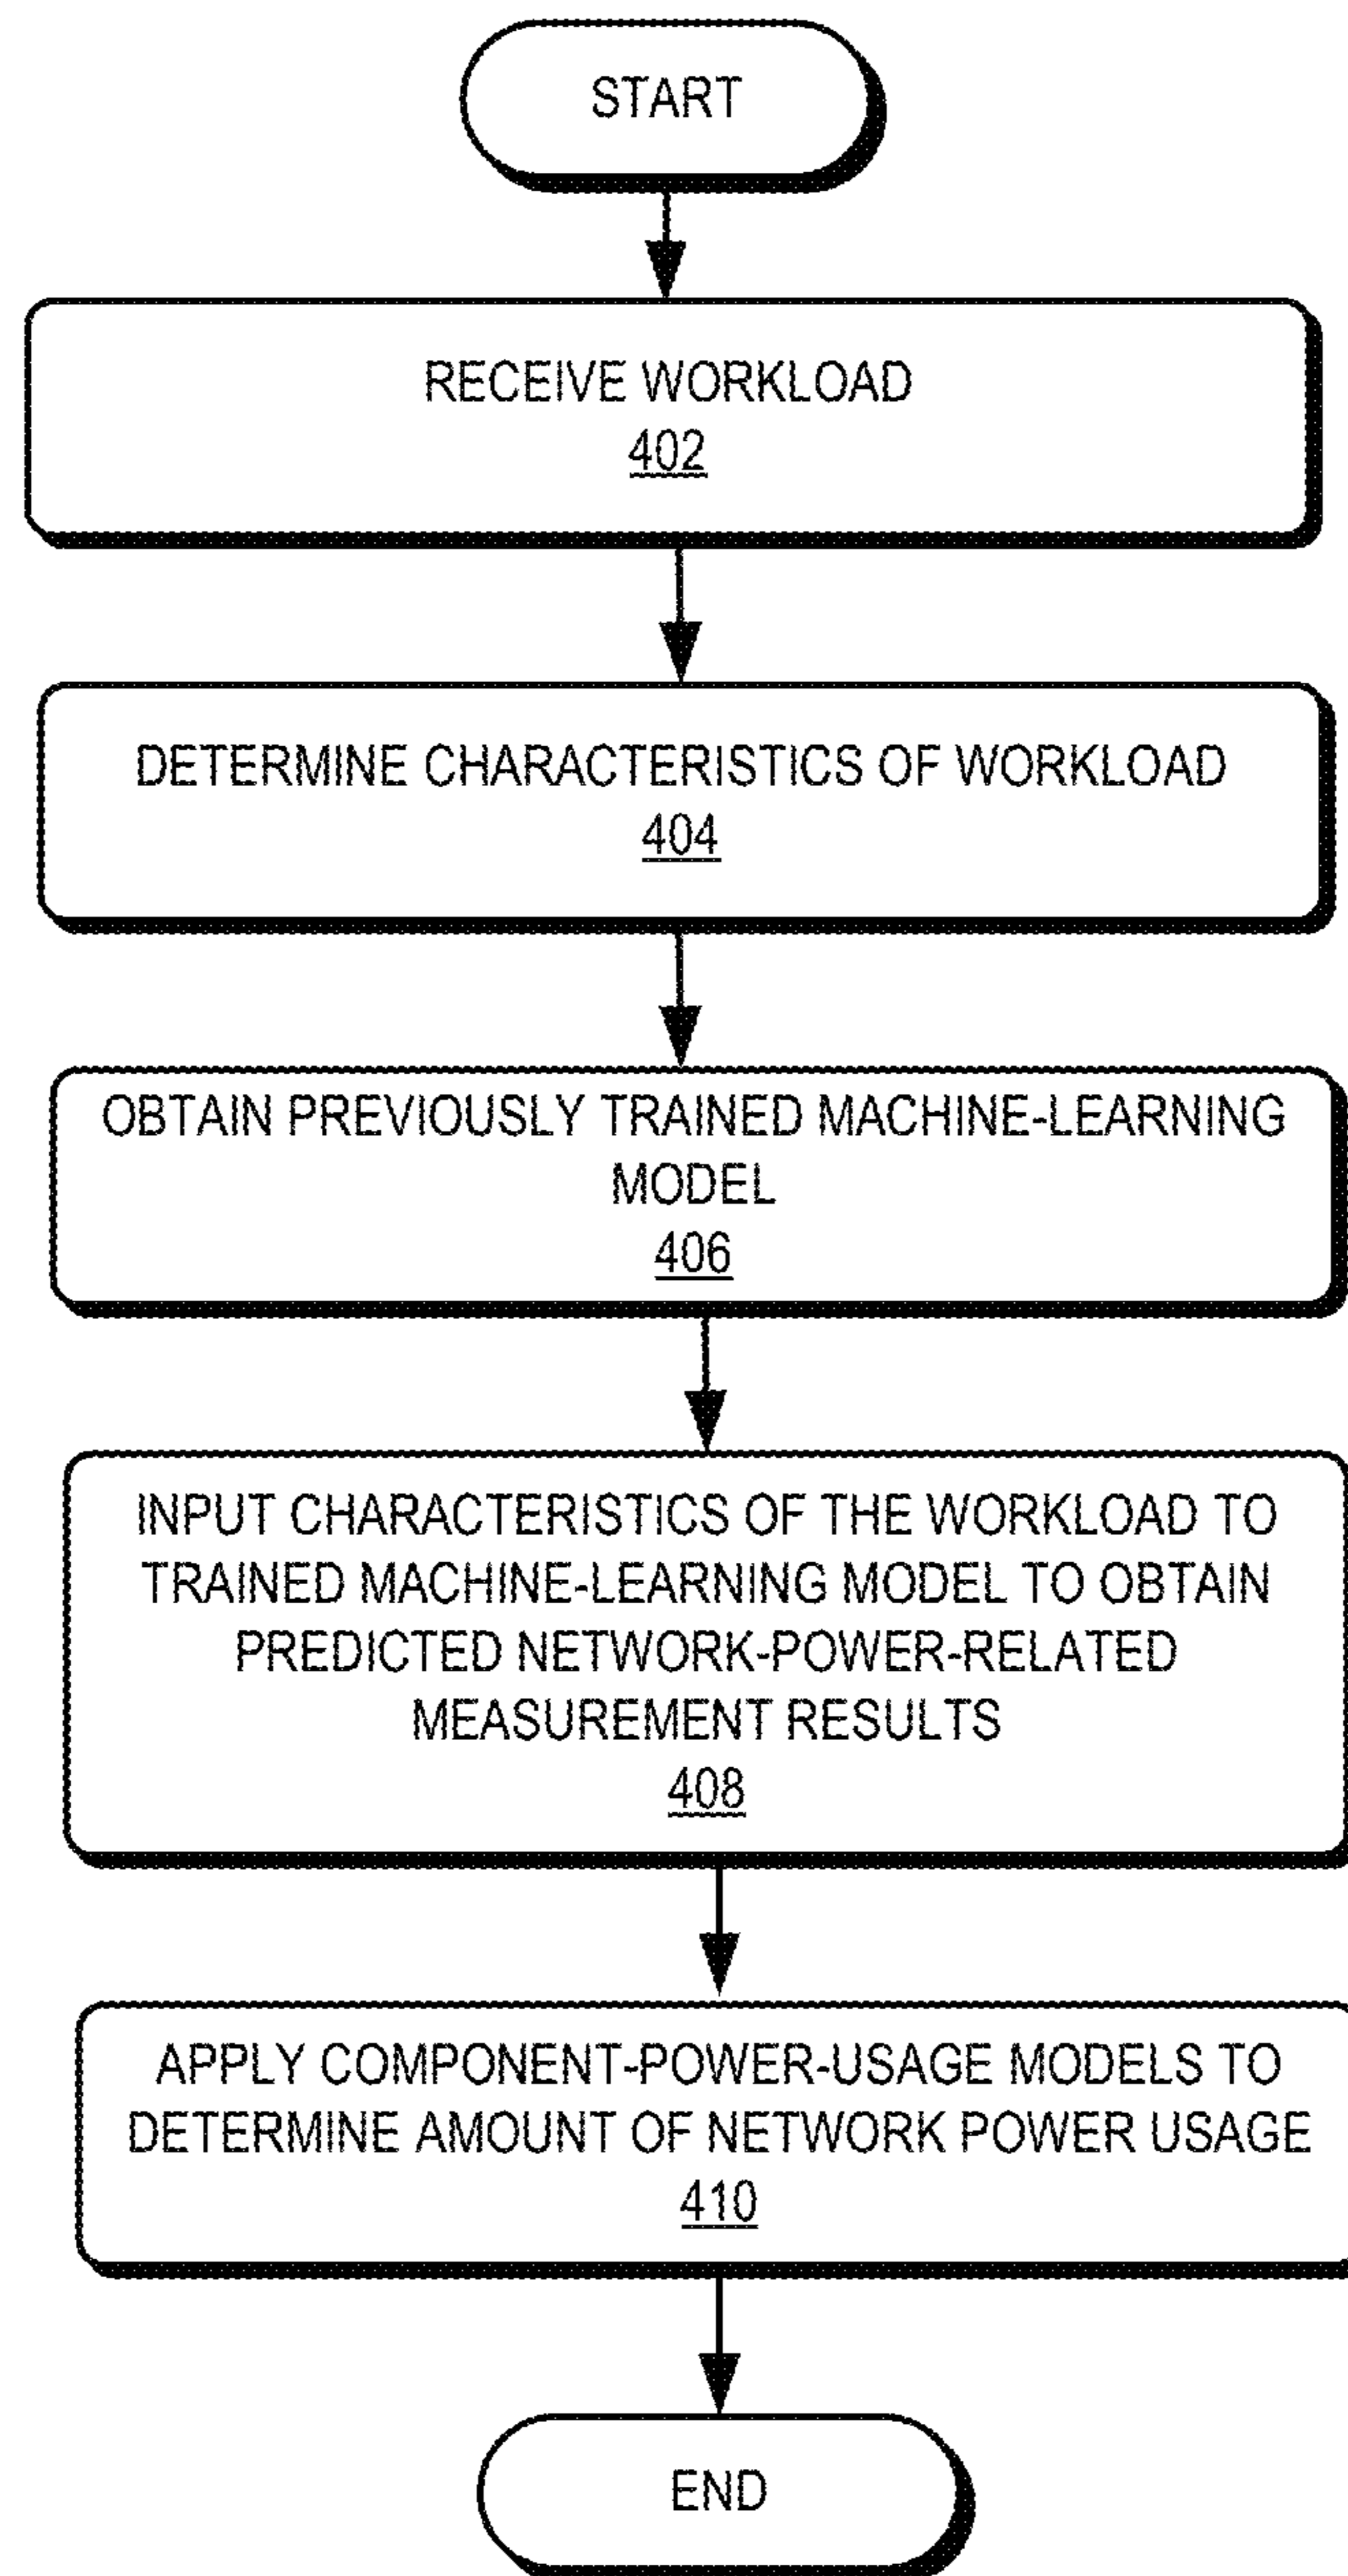 START
RECEIVE WORKLOAD
402
DETERMINE CHARACTERISTICS OF WORKLOAD
404
OBTAIN PREVIOUSLY TRAINED MACHINE-LEARNING
MODEL
406
INPUT CHARACTERISTICS OF THE WORKLOAD TO
TRAINED MACHINE-LEARNING MODEL TO OBTAIN
PREDICTED NETWORK-POWER-RELATED
MEASUREMENT RESULTS
408
APPLY COMPONENT-POWER-USAGE MODELS TO
DETERMINE AMOUNT OF NETWORK POWER USAGE
410
END